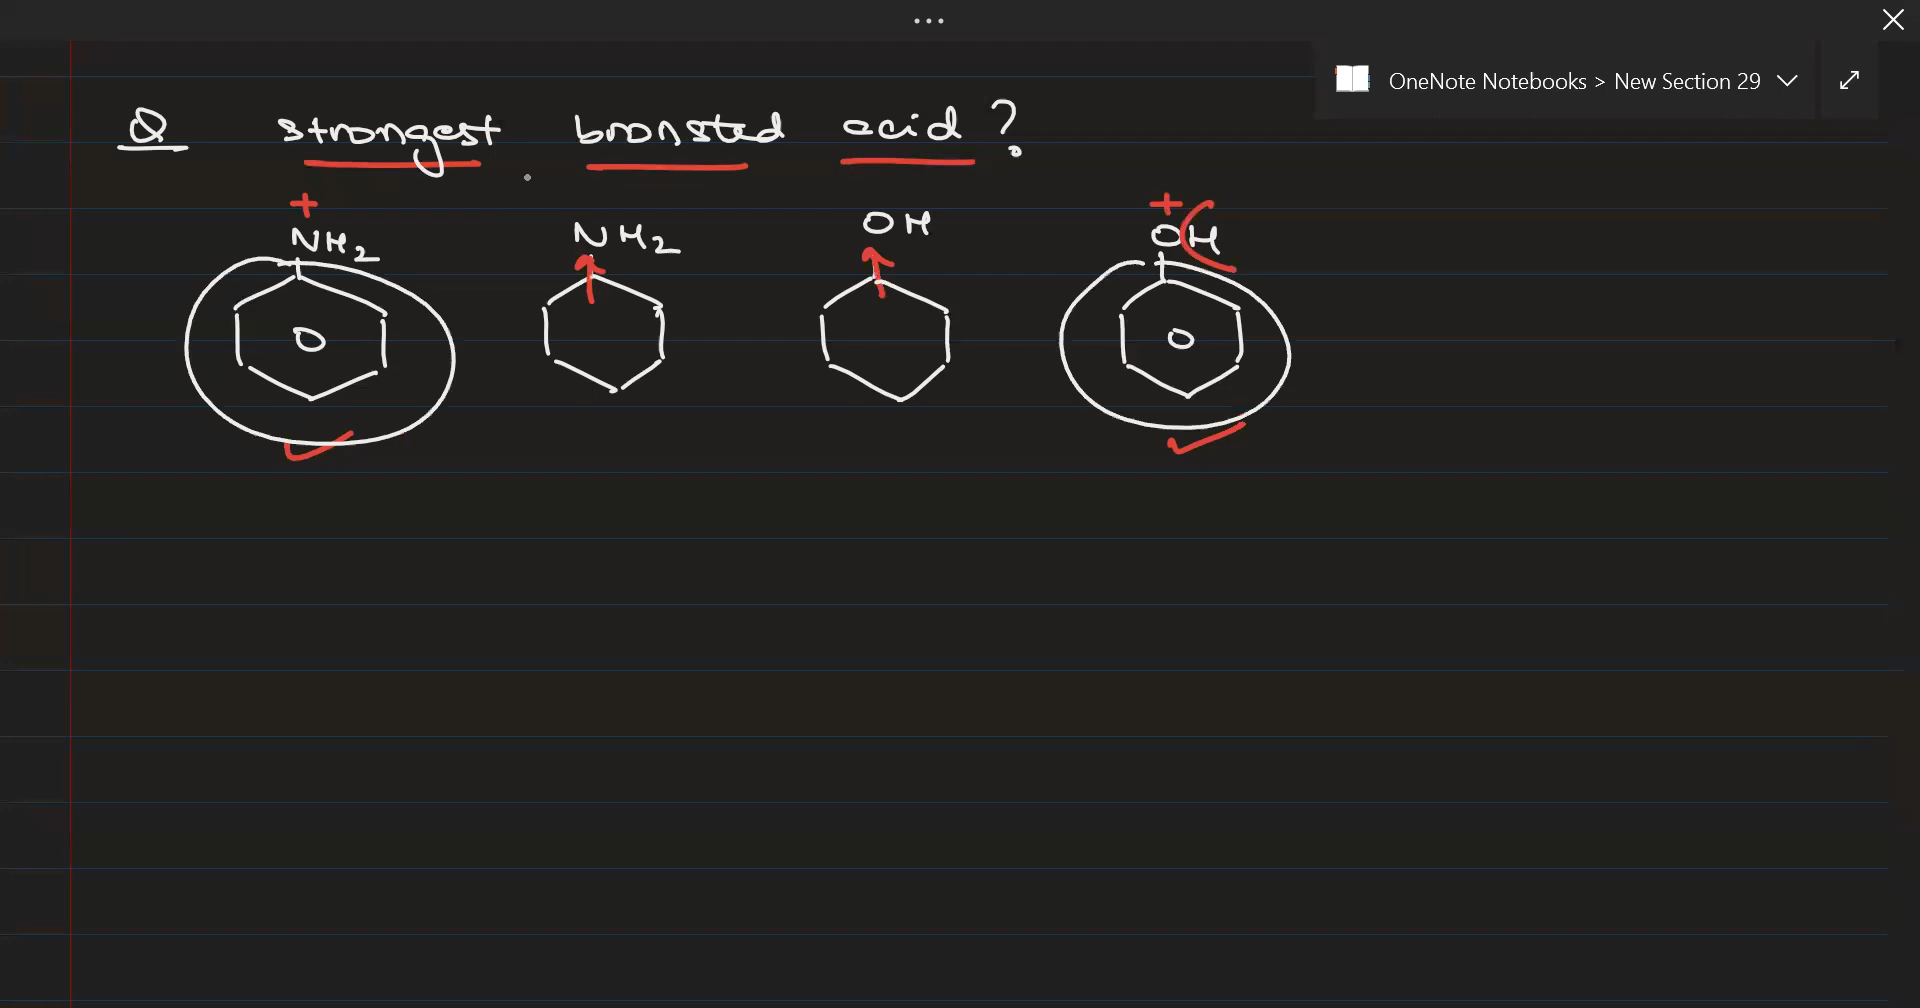 ...
OneNote Notebooks > New Section 29
Q strongest bronsted acid ?
+ +
NH2 NH2 OH OH